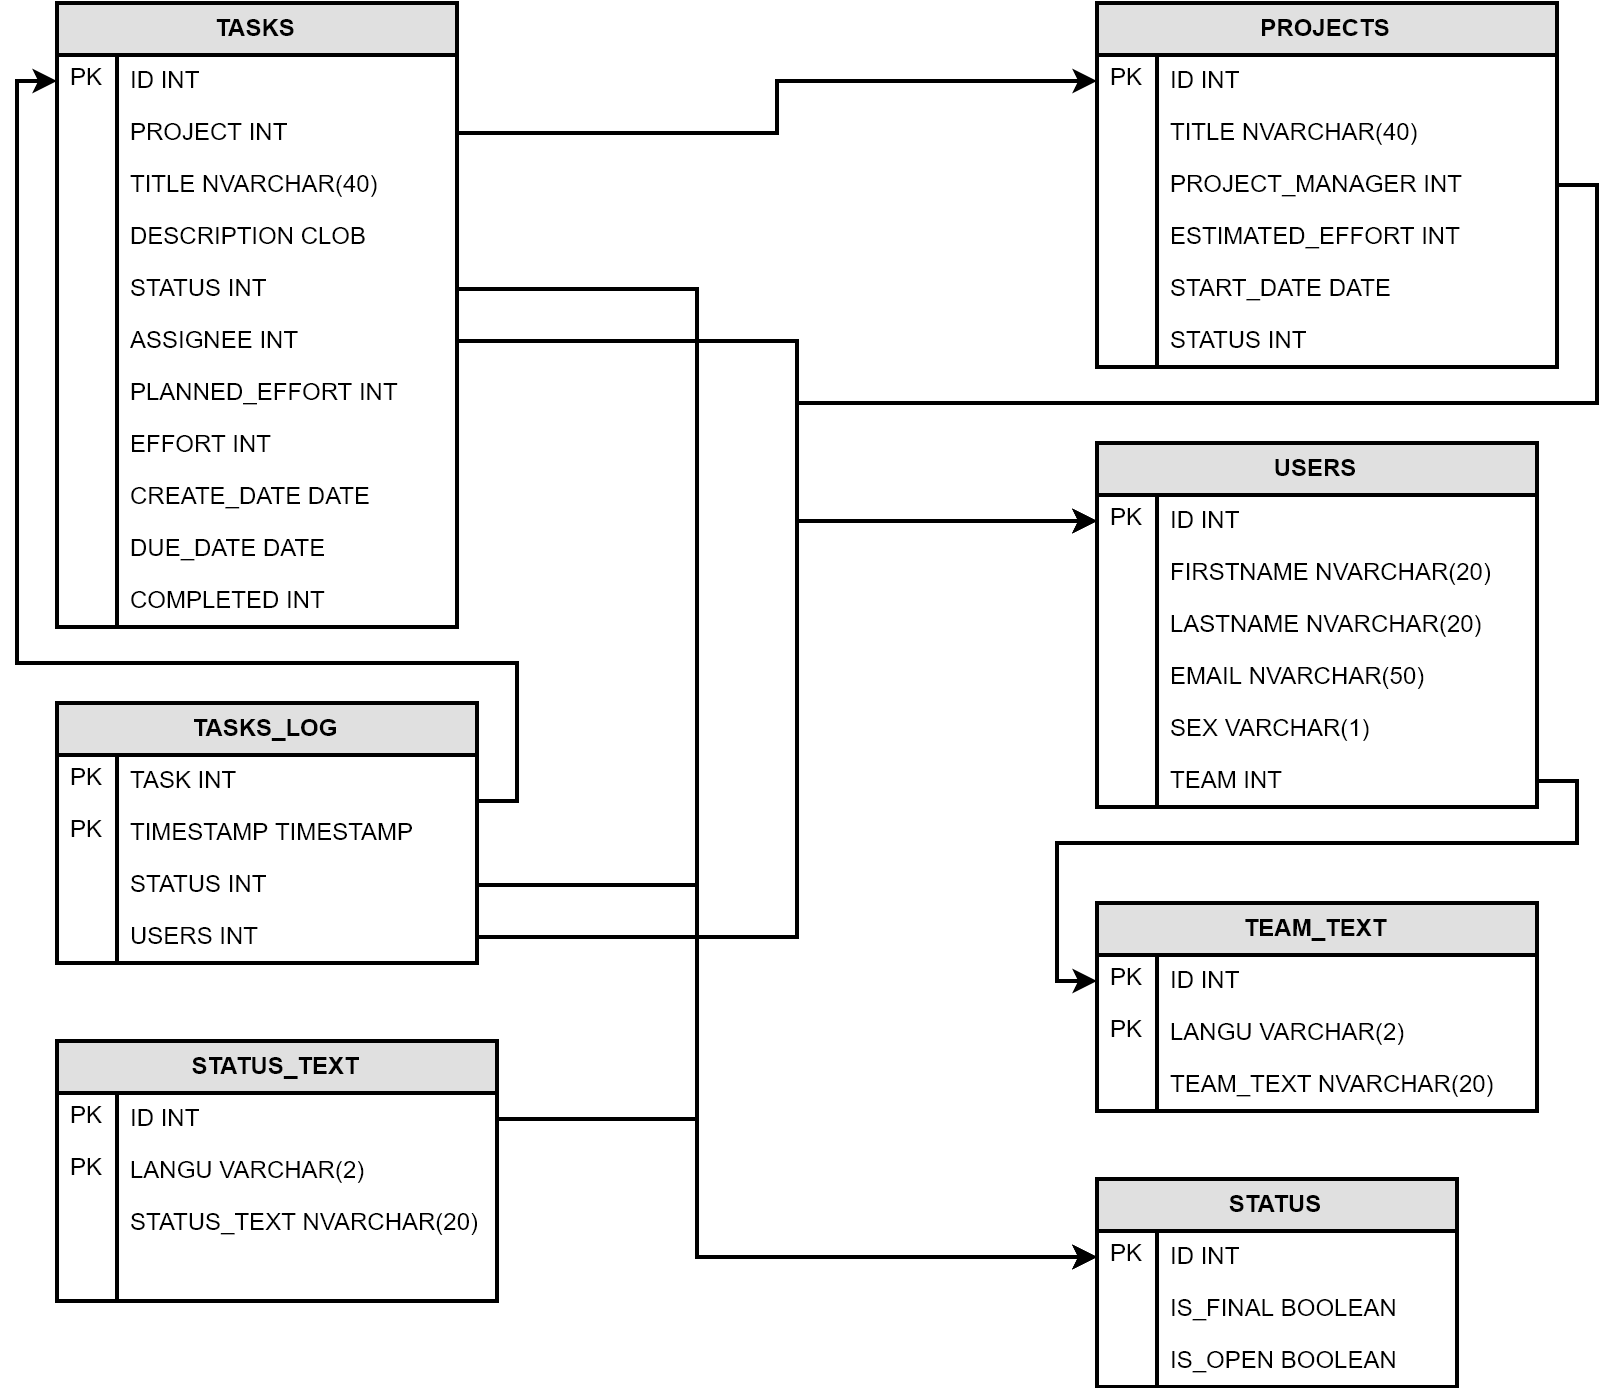 TASKS
PK ID INT
PROJECT INT
TITLE NVARCHAR(40)
DESCRIPTION CLOB
STATUS INT
ASSIGNEE INT
PLANNED_EFFORT INT
EFFORT INT
CREATE_DATE DATE
DUE_DATE DATE
COMPLETED INT
PROJECTS
PK ID INT
TITLE NVARCHAR(40)
PROJECT_MANAGER INT
ESTIMATED_EFFORT INT
START_DATE DATE
STATUS INT
USERS
PK ID INT
FIRSTNAME NVARCHAR(20)
LASTNAME NVARCHAR(20)
EMAIL NVARCHAR(50)
SEX VARCHAR(1)
TEAM INT
TASKS_LOG
PK TASK INT
PK TIMESTAMP TIMESTAMP
STATUS INT
USERS INT
TEAM_TEXT
PK ID INT
PK LANGU VARCHAR(2)
TEAM_TEXT NVARCHAR(20)
STATUS_TEXT
PK ID INT
PK LANGU VARCHAR(2)
STATUS_TEXT NVARCHAR(20)
STATUS
PK ID INT
IS_FINAL BOOLEAN
IS_OPEN BOOLEAN